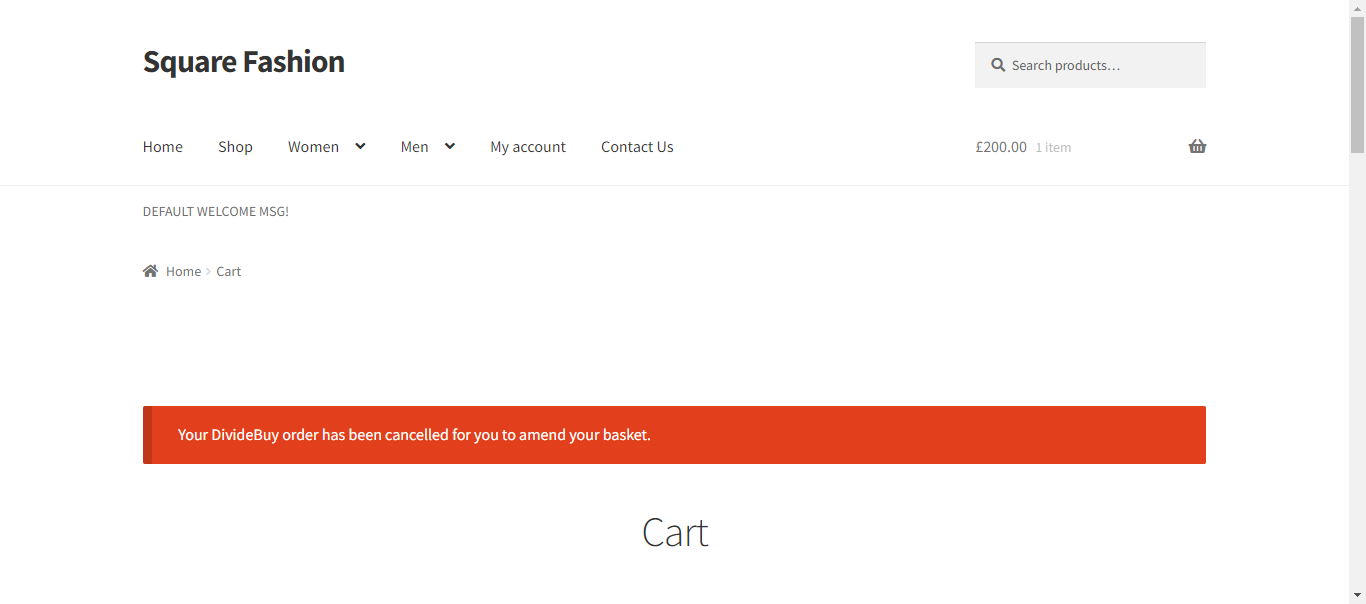 Square Fashion
Search products…
Home Shop Women Men My account Contact Us £200.00 1 item
DEFAULT WELCOME MSG!
Home Cart
Your DivideBuy order has been cancelled for you to amend your basket.
Cart